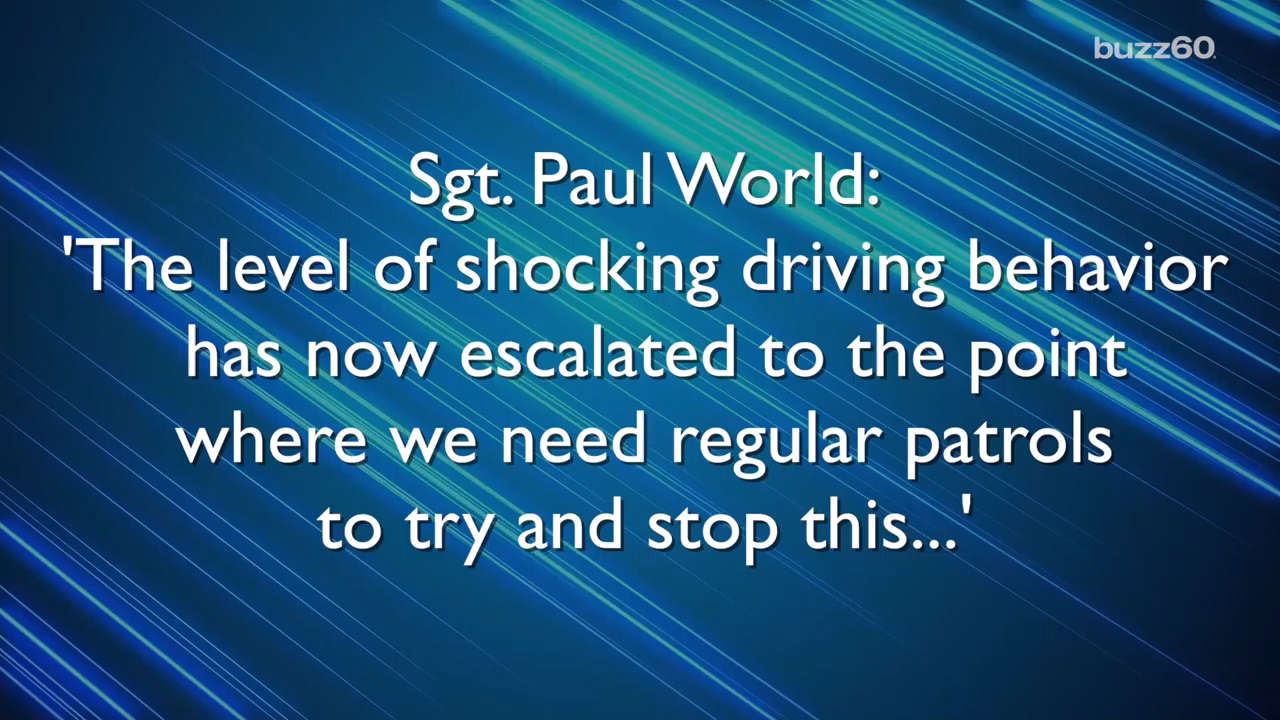 buzz60
Sgt. Paul World:
'The level of shocking driving behavior
has now escalated to the point
where we need regular patrols
to try and stop this...'